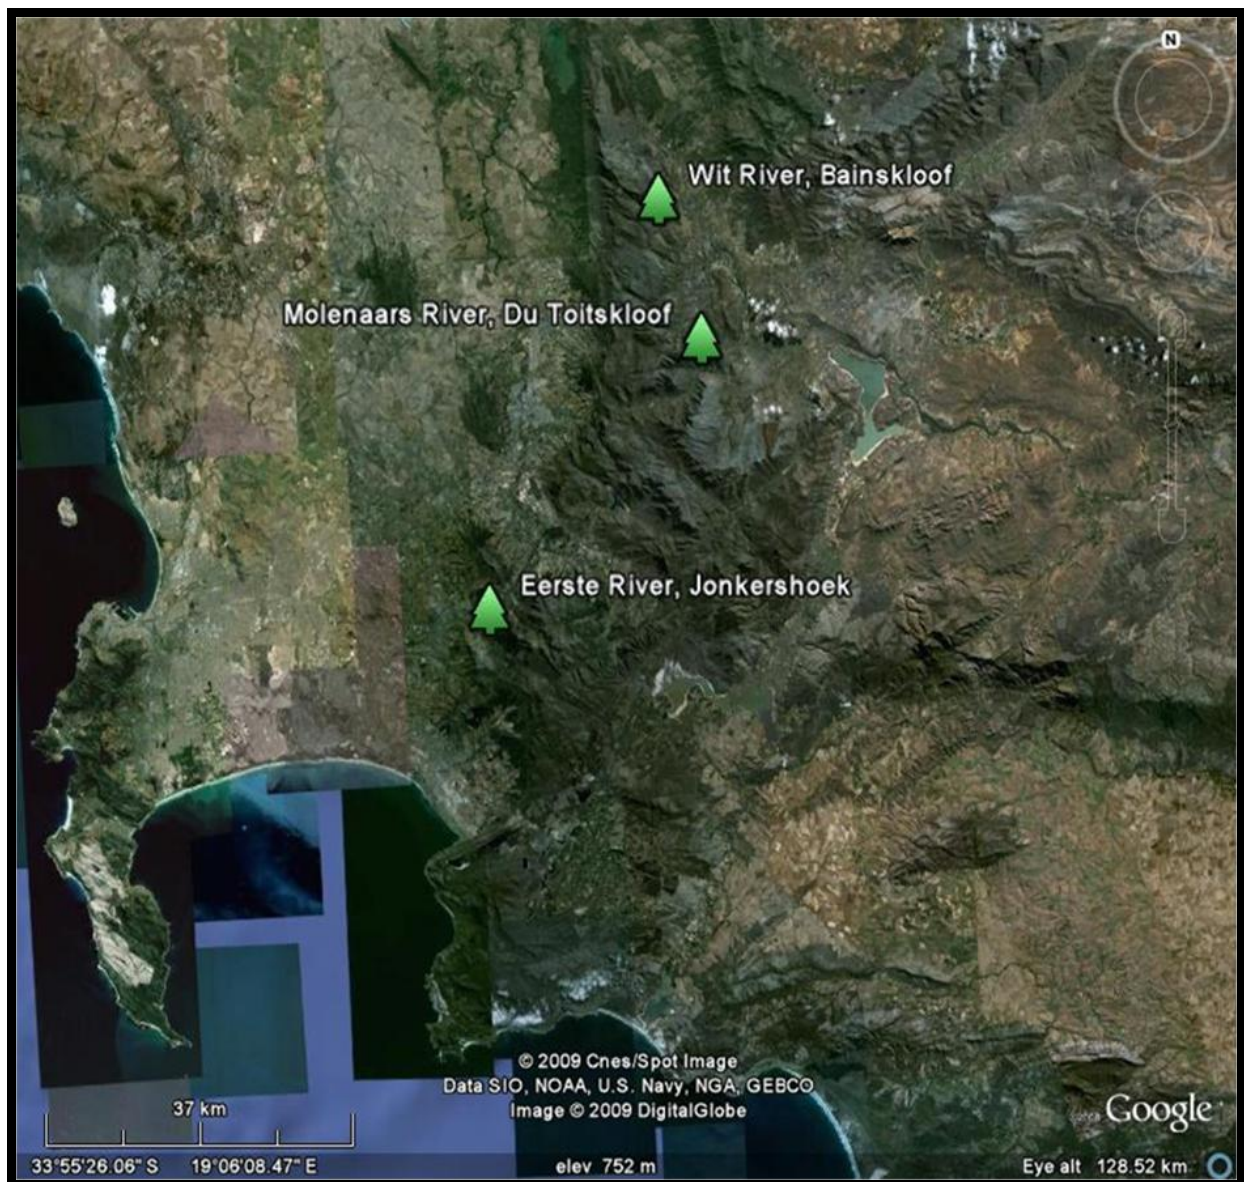 N
Wit River, Bainskloof
Molenaars River, Du Toitskloof
Eerste River, Jonkershoek
© 2009 Cnes/Spot Image
Data SIO, NOAA, U.S. Navy, NGA, GEBCO
Image © 2009 DigitalGlobe
37 km
Google
33°55'26.06" S 19°06'08.47" E elev 752 m Eye alt 128.52 km